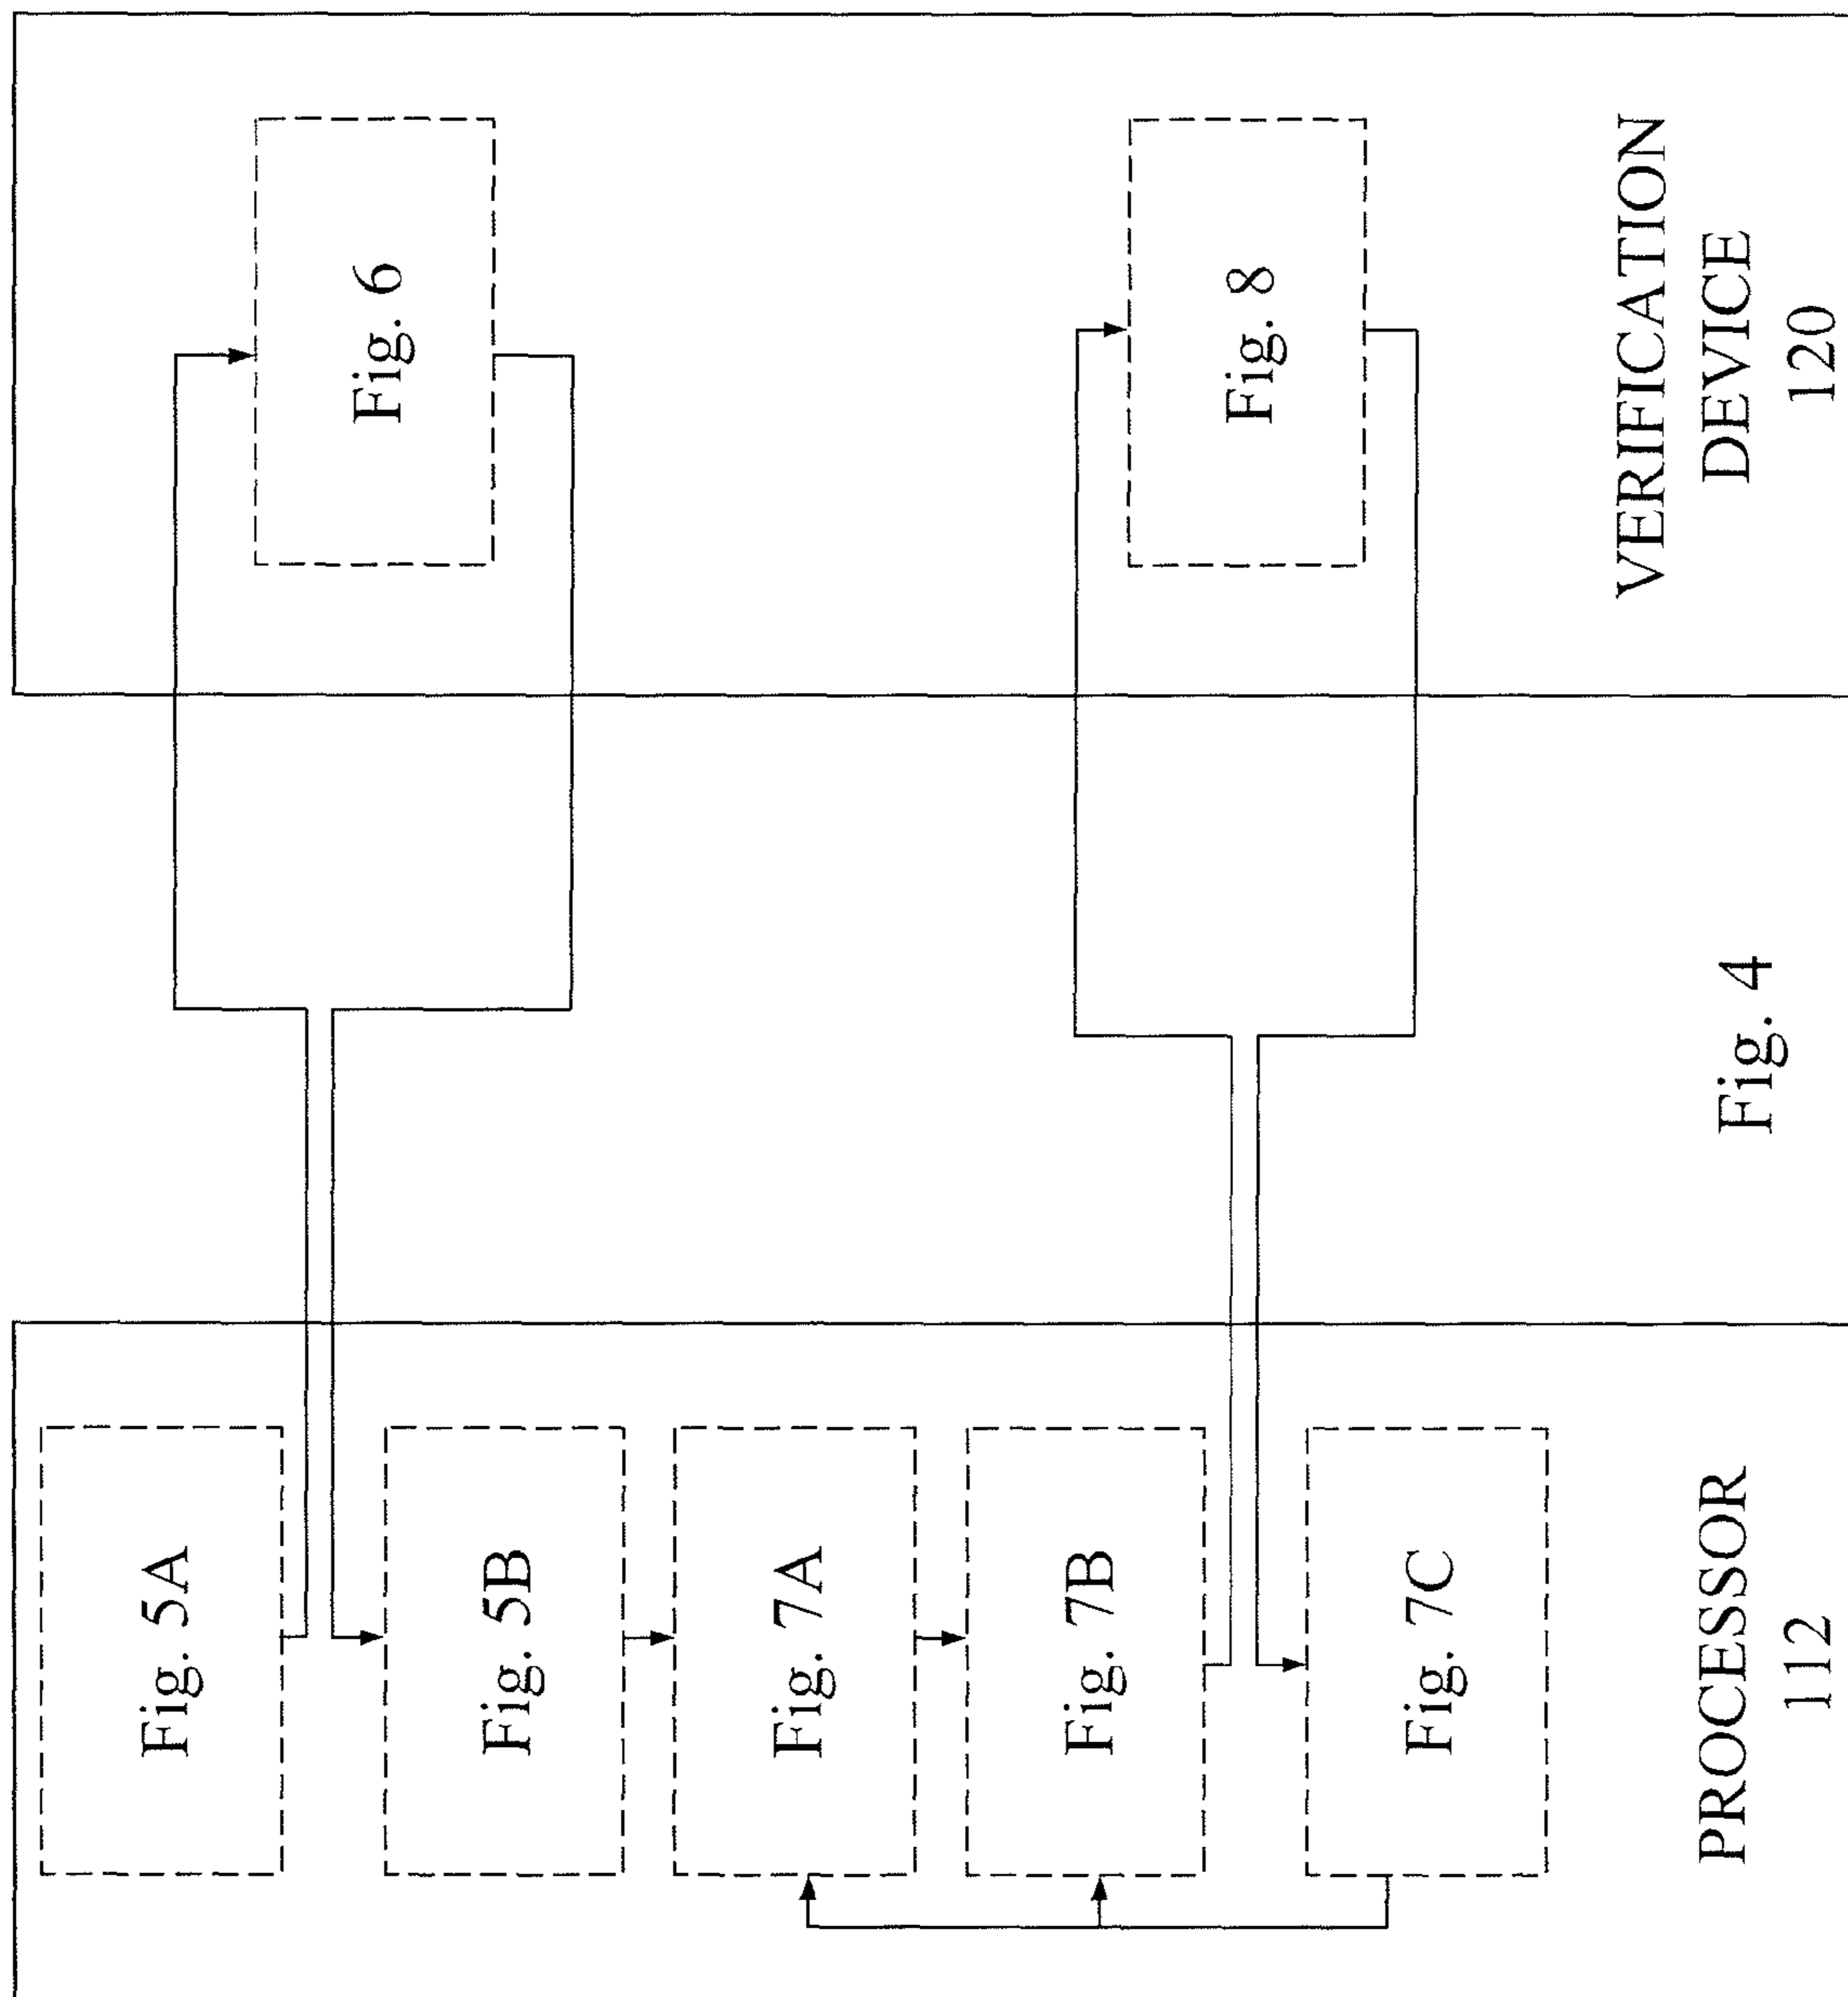 Fig. 5A
Fig. 5B
Fig. 7A
Fig. 7B
Fig. 7C
PROCESSOR
112
Fig. 6
Fig. 8
VERIFICATION
DEVICE
120
Fig. 4